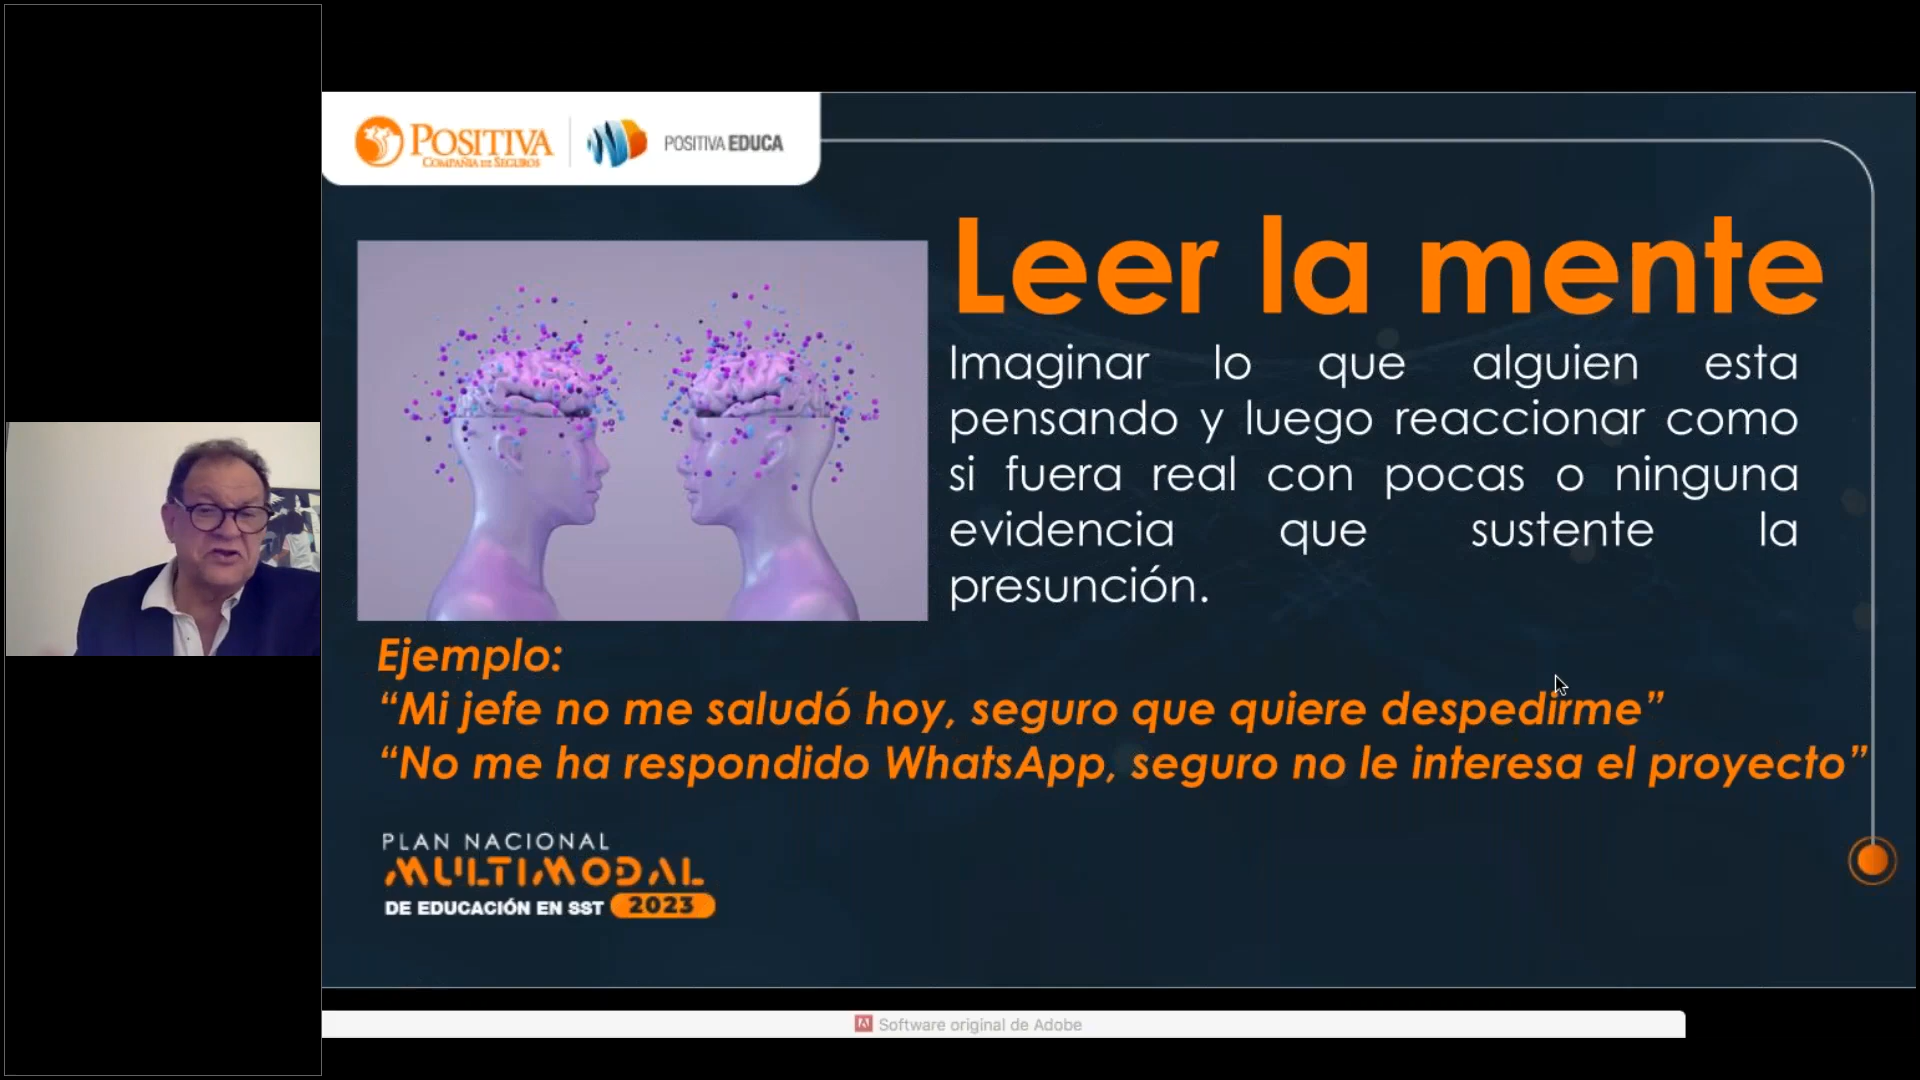 POSITIVA
COMPAÑIA DE SEGUROS
POSITIVA EDUCA
Leer la mente
Imaginar lo que alguien esta
pensando y luego reaccionar como
si fuera real con pocas o ninguna
evidencia que sustente la
presunción.
Ejemplo:
“Mi jefe no me saludó hoy, seguro que quiere despedirme”
“No me ha respondido WhatsApp, seguro no le interesa el proyecto”
PLAN NACIONAL
MULTIMODAL
DE EDUCACIÓN EN SST 2023
Software original de Adobe